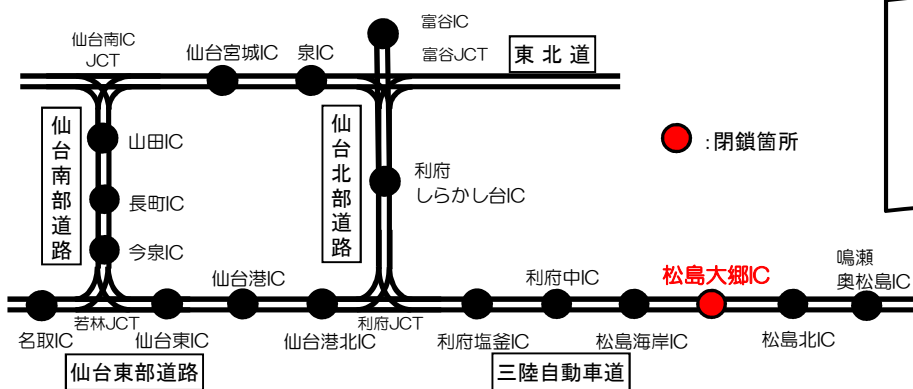 仙台南IC
JCT
仙台宮城IC
泉IC
富谷IC
富谷JCT
東北道
仙台南部道路
山田IC
長町IC
今泉IC
仙台北部道路
利府
しらかし台IC
:閉鎖箇所
仙台港IC
利府中IC
松島大郷IC
鳴瀬
奥松島IC
名取IC
若林JCT
仙台東IC
仙台港北IC
利府JCT
利府塩釜IC
松島海岸IC
松島北IC
仙台東部道路
三陸自動車道